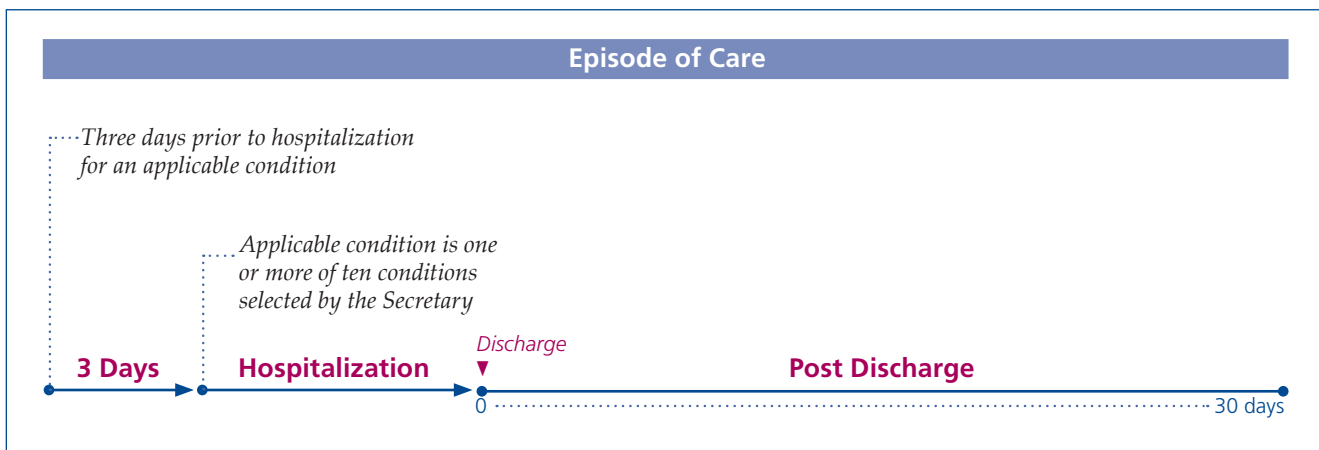 Episode of Care
Three days prior to hospitalization
for an applicable condition
Applicable condition is one
or more of ten conditions
selected by the Secretary
Discharge
3 Days
Hospitalization
Post Discharge
0
30 days